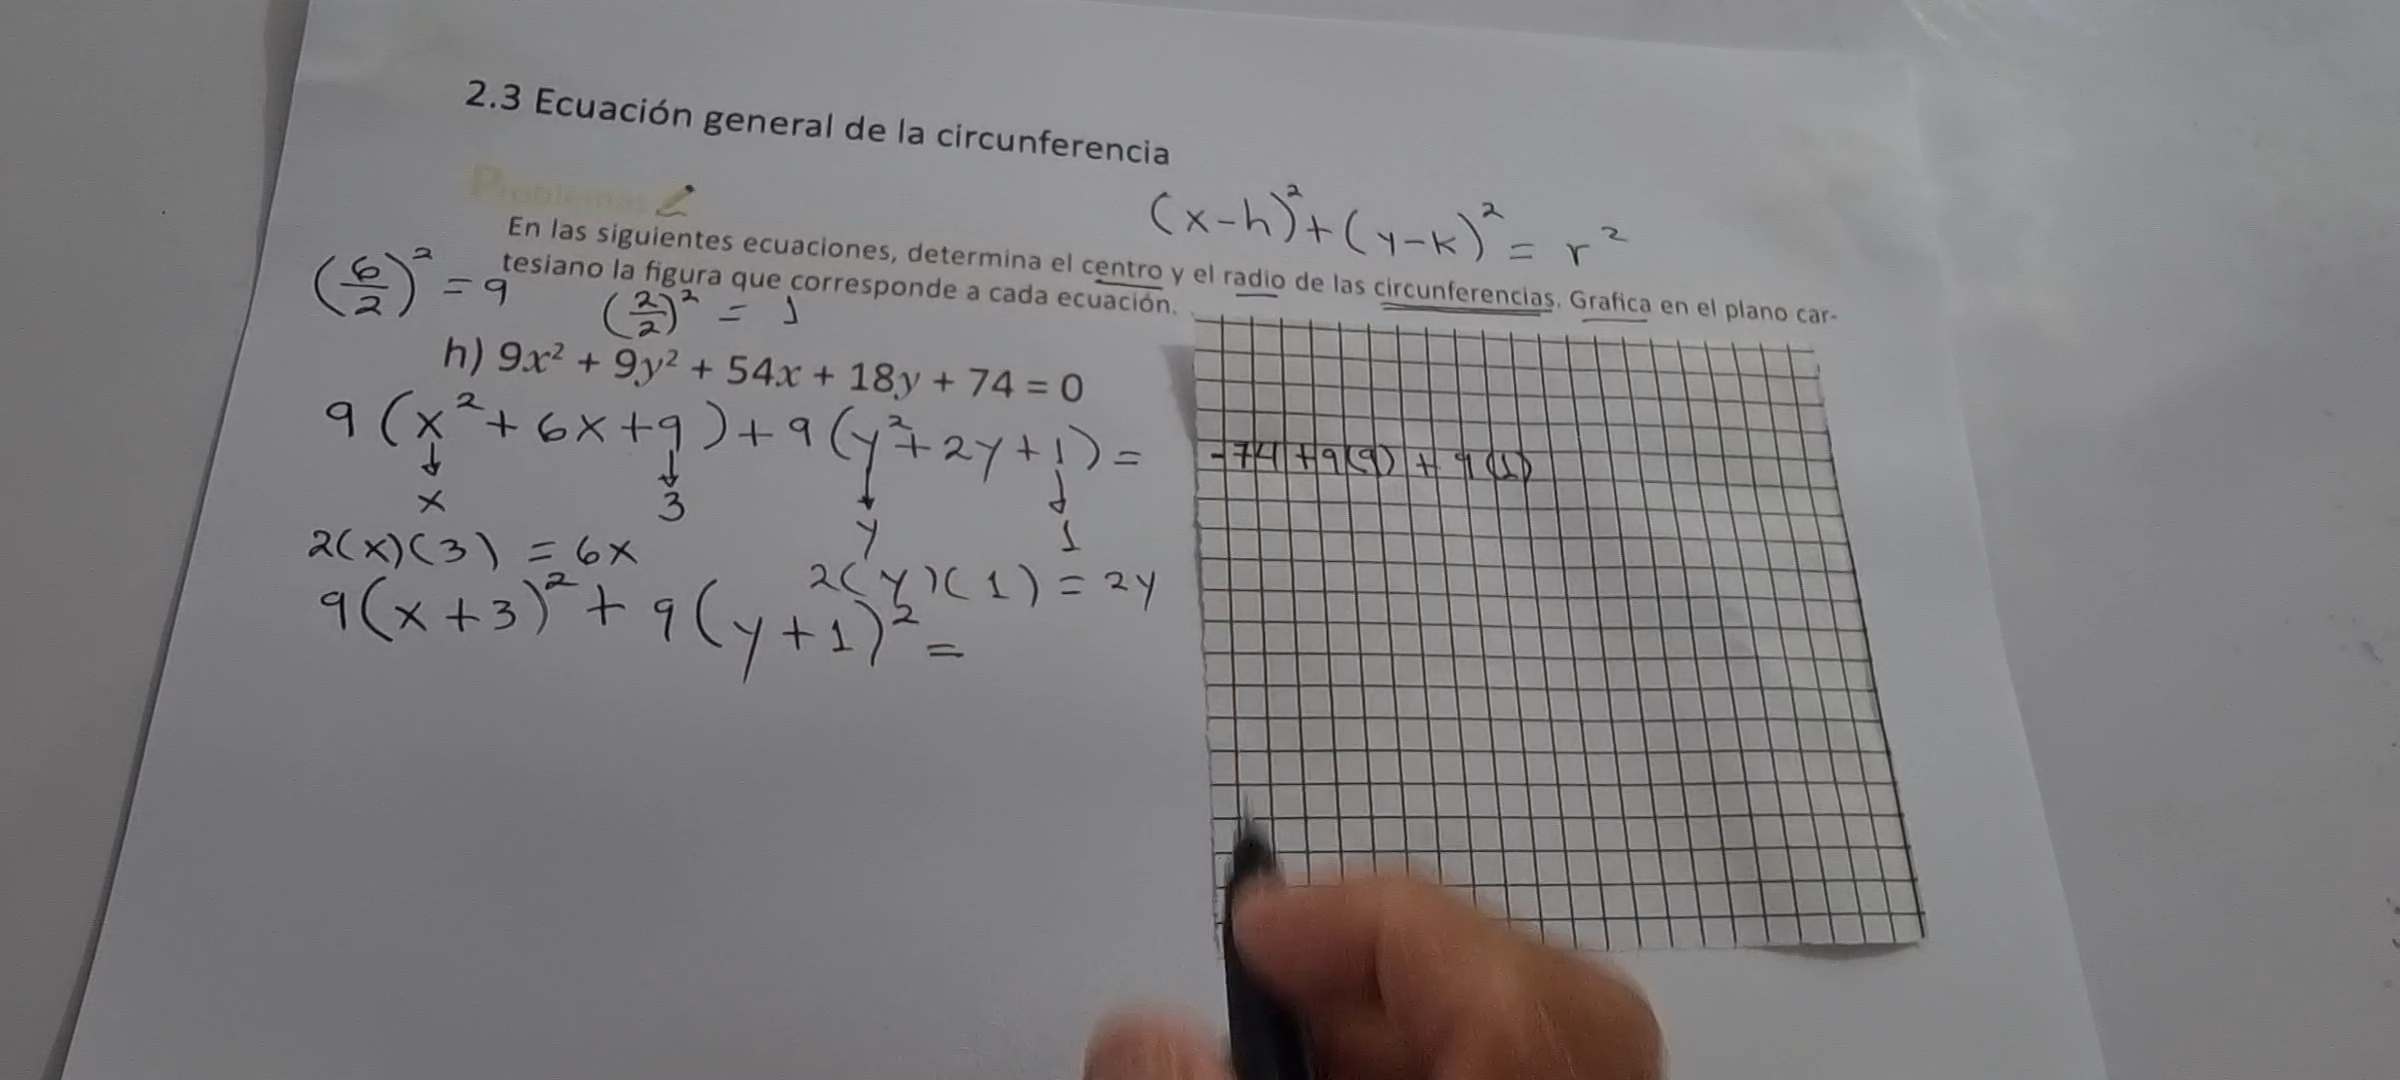 2.3 Ecuación general de la circunferencia
Problemas
(x-h)² + (y-k)² = r²
En las siguientes ecuaciones, determina el centro y el radio de las circunferencias. Grafica en el plano car-
tesiano la figura que corresponde a cada ecuación.
(6/2)² = 9 (2/2)² = 1
h) 9x² + 9y² + 54x + 18y + 74 = 0
9(x² + 6x + 9) + 9(y² + 2y + 1) = -74 + 9(9) + 9(1)
x 3 y 1
2(x)(3) = 6x
2(y)(1) = 2y
9(x+3)² + 9(y+1)² =